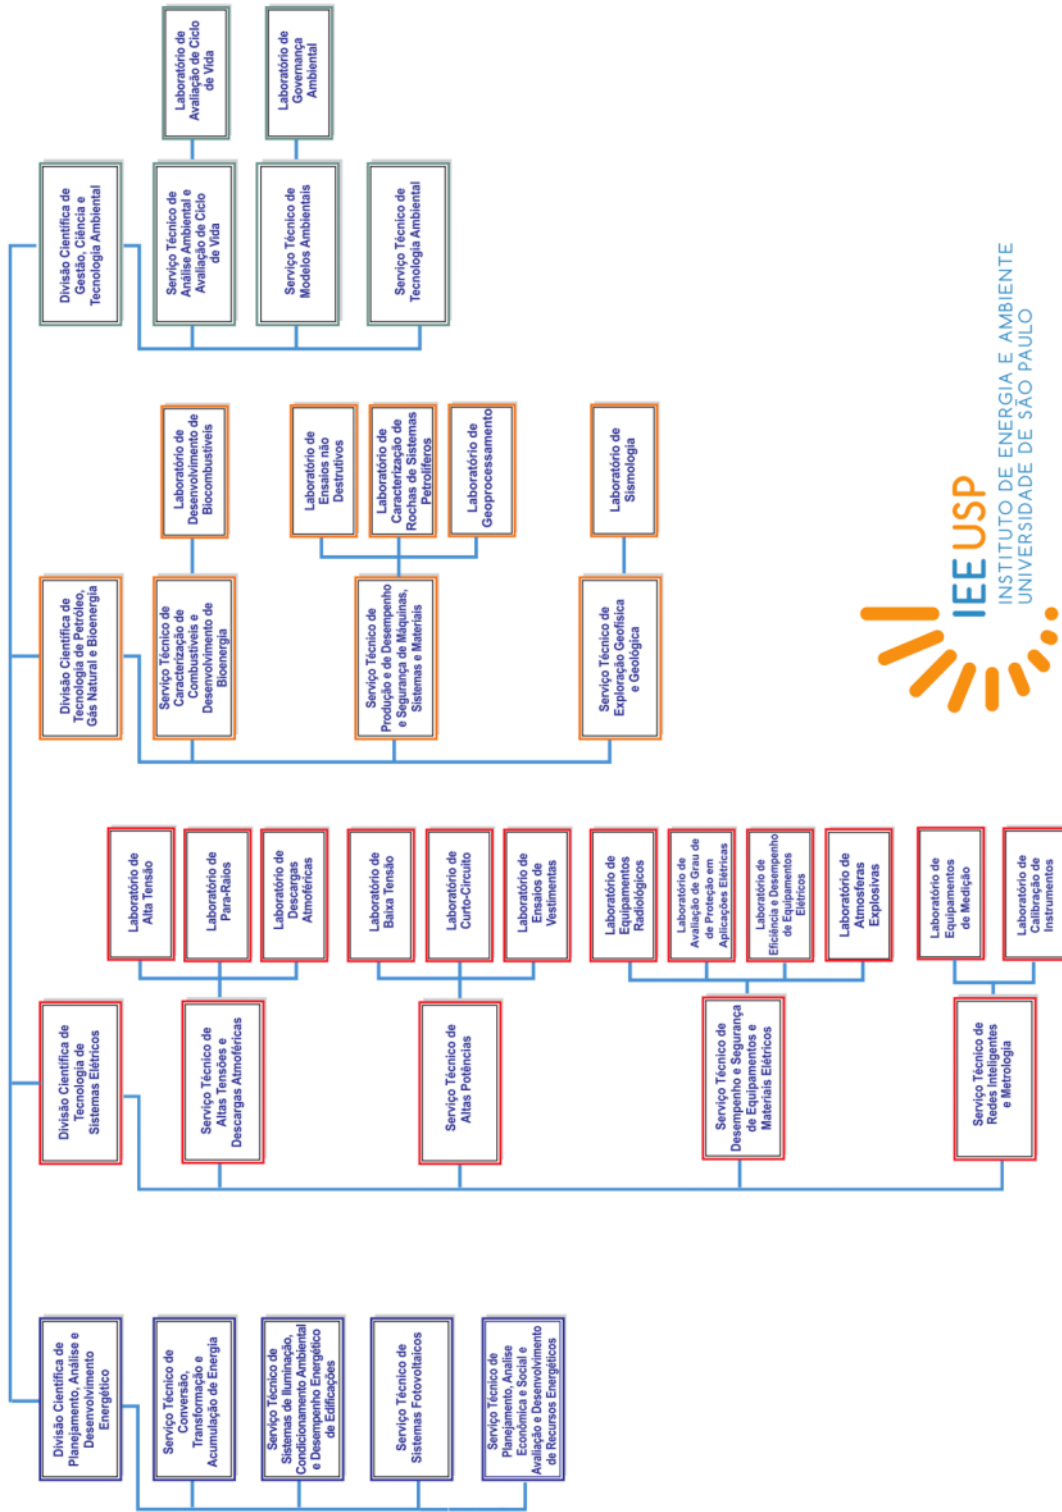 Divisão Científica de
Planejamento, Análise e
Desenvolvimento
Energético
Serviço Técnico de
Conversão,
Transformação e
Acumulação de Energia
Serviço Técnico de
Sistemas de Iluminação,
Condicionamento Ambiental
e Desempenho Energético
de Edificações
Serviço Técnico de
Sistemas Fotovoltaicos
Serviço Técnico de
Planejamento, Analise
Econômica e Social e
Avaliação e Desenvolvimento
de Recursos Energéticos
Divisão Científica de
Tecnologia de
Sistemas Elétricos
Serviço Técnico de
Altas Tensões e
Descargas Atmoféricas
Laboratório de
Alta Tensão
Laboratório de
Para-Raios
Laboratório de
Descargas
Atmoféricas
Serviço Técnico de
Altas Potências
Laboratório de
Baixa Tensão
Laboratório de
Curto-Circuito
Laboratório de
Ensaios de
Vestimentas
Serviço Técnico de
Desempenho e Segurança
de Equipamentos e
Materiais Elétricos
Laboratório de
Equipamentos
Radiológicos
Laboratório de
Avaliação de Grau de
de Proteção em
Aplicações Elétricas
Laboratório de
Eficiência e Desempenho
de Equipamentos
Elétricos
Laboratório de
Atmosferas
Explosivas
Serviço Técnico de
Redes Inteligentes
e Metrologia
Laboratório de
Equipamentos
de Medição
Laboratório de
Calibração de
Instrumentos
Divisão Científica de
Tecnologia de Petróleo,
Gás Natural e Bioenergia
Serviço Técnico de
Caracterização de
Combustíveis e
Desenvolvimento de
Bioenergia
Laboratório de
Desenvolvimento de
Biocombustíveis
Serviço Técnico de
Produção e de Desempenho
e Segurança de Máquinas,
Sistemas e Materiais
Laboratório de
Ensaios não
Destrutivos
Laboratório de
Caracterização de
Rochas de Sistemas
Petrolíferos
Laboratório de
Geoprocessamento
Serviço Técnico de
Exploração Geofísica
e Geológica
Laboratório de
Sismologia
Divisão Científica de
Gestão, Ciência e
Tecnologia Ambiental
Serviço Técnico de
Análise Ambiental e
Avaliação de Ciclo
de Vida
Laboratório de
Avaliação de Ciclo
de Vida
Serviço Técnico de
Modelos Ambientais
Laboratório de
Governança
Ambiental
Serviço Técnico de
Tecnologia Ambiental
IEE USP
INSTITUTO DE ENERGIA E AMBIENTE
UNIVERSIDADE DE SÃO PAULO